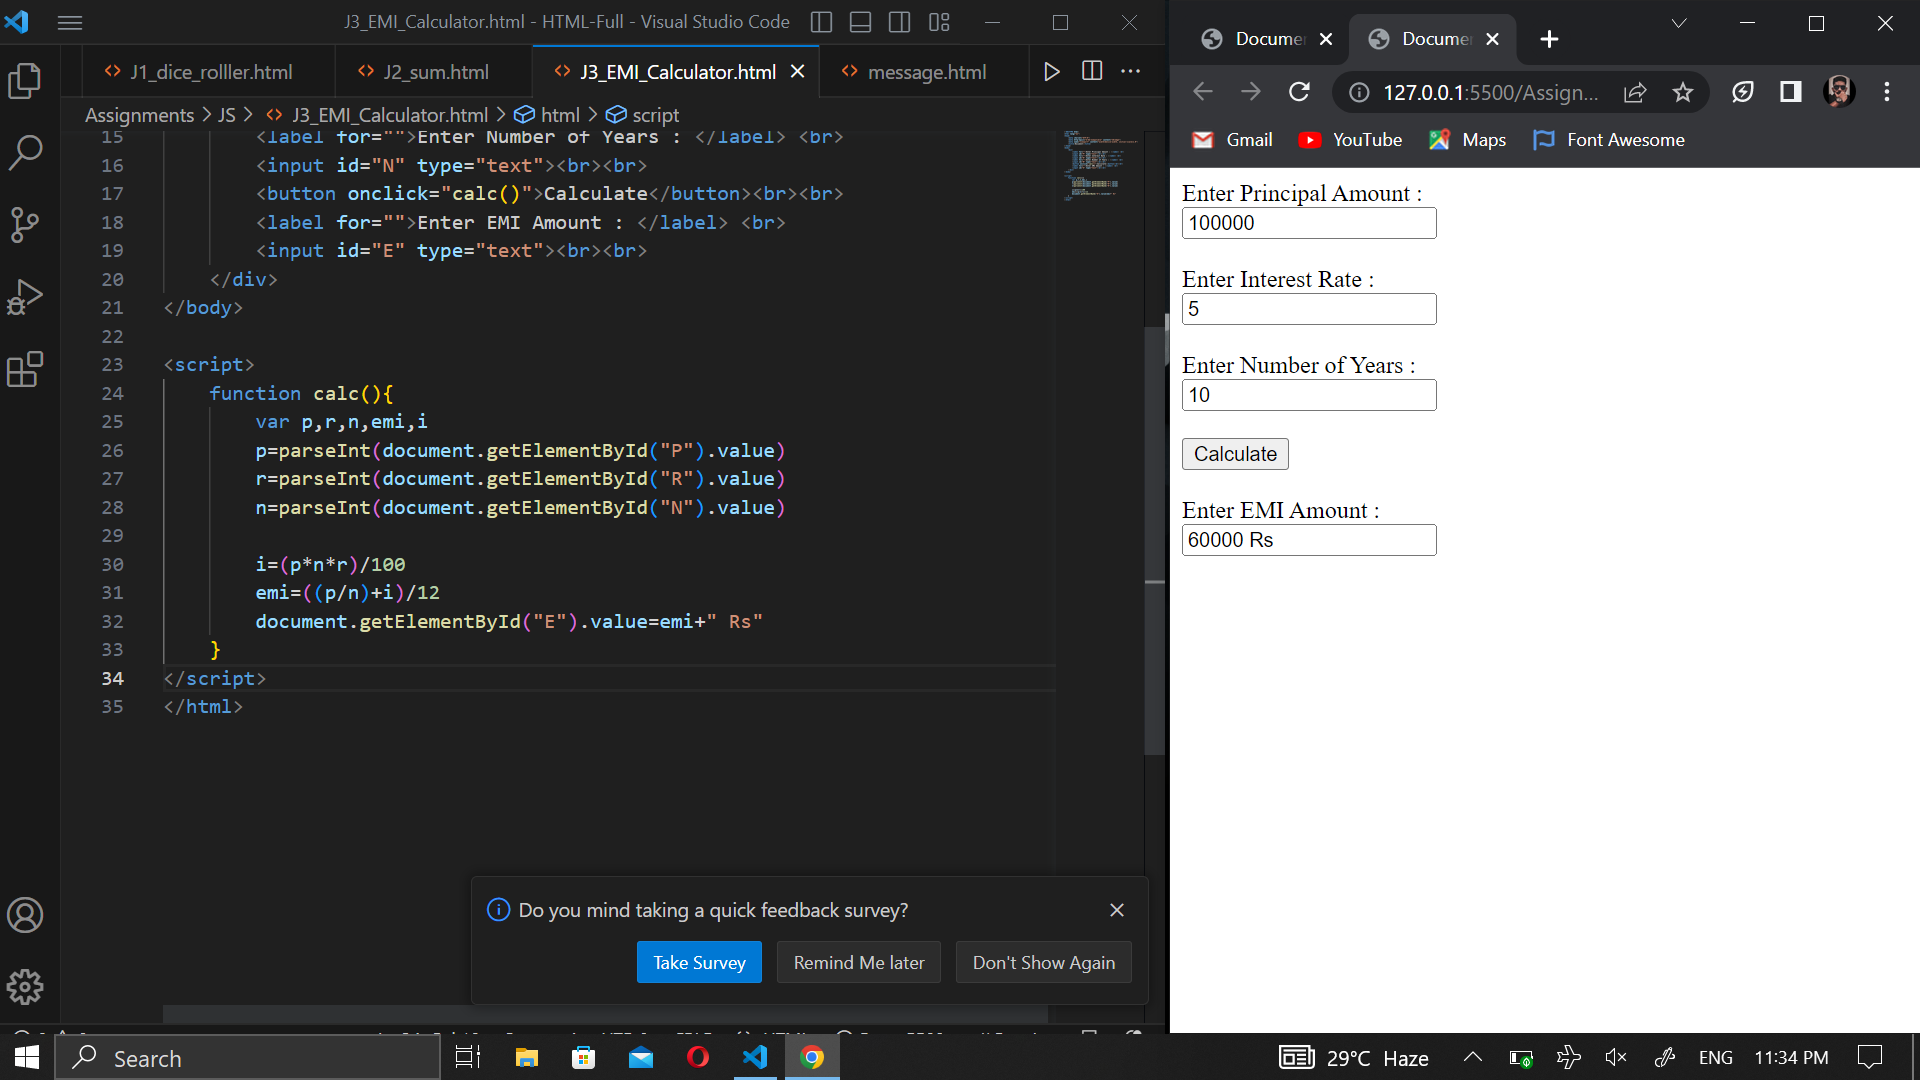 J3_EMI_Calculator.html - HTML-Full - Visual Studio Code
J1_dice_rolller.html
J2_sum.html
J3_EMI_Calculator.html
message.html
Assignments > JS > J3_EMI_Calculator.html > html > script
15 <label for="">Enter Number of Years : </label> <br>
16 <input id="N" type="text"><br><br>
17 <button onclick="calc()">Calculate</button><br><br>
18 <label for="">Enter EMI Amount : </label> <br>
19 <input id="E" type="text"><br><br>
20 </div>
21 </body>
22
23 <script>
24 function calc(){
25 var p,r,n,emi,i
26 p=parseInt(document.getElementById("P").value)
27 r=parseInt(document.getElementById("R").value)
28 n=parseInt(document.getElementById("N").value)
29
30 i=(p*n*r)/100
31 emi=((p/n)+i)/12
32 document.getElementById("E").value=emi+" Rs"
33 }
34 </script>
35 </html>
Do you mind taking a quick feedback survey?
Take Survey
Remind Me later
Don't Show Again
Docume
Docume
127.0.0.1:5500/Assign...
Gmail
YouTube
Maps
Font Awesome
Enter Principal Amount :
100000
Enter Interest Rate :
5
Enter Number of Years :
10
Calculate
Enter EMI Amount :
60000 Rs
Search
29°C Haze
ENG
11:34 PM